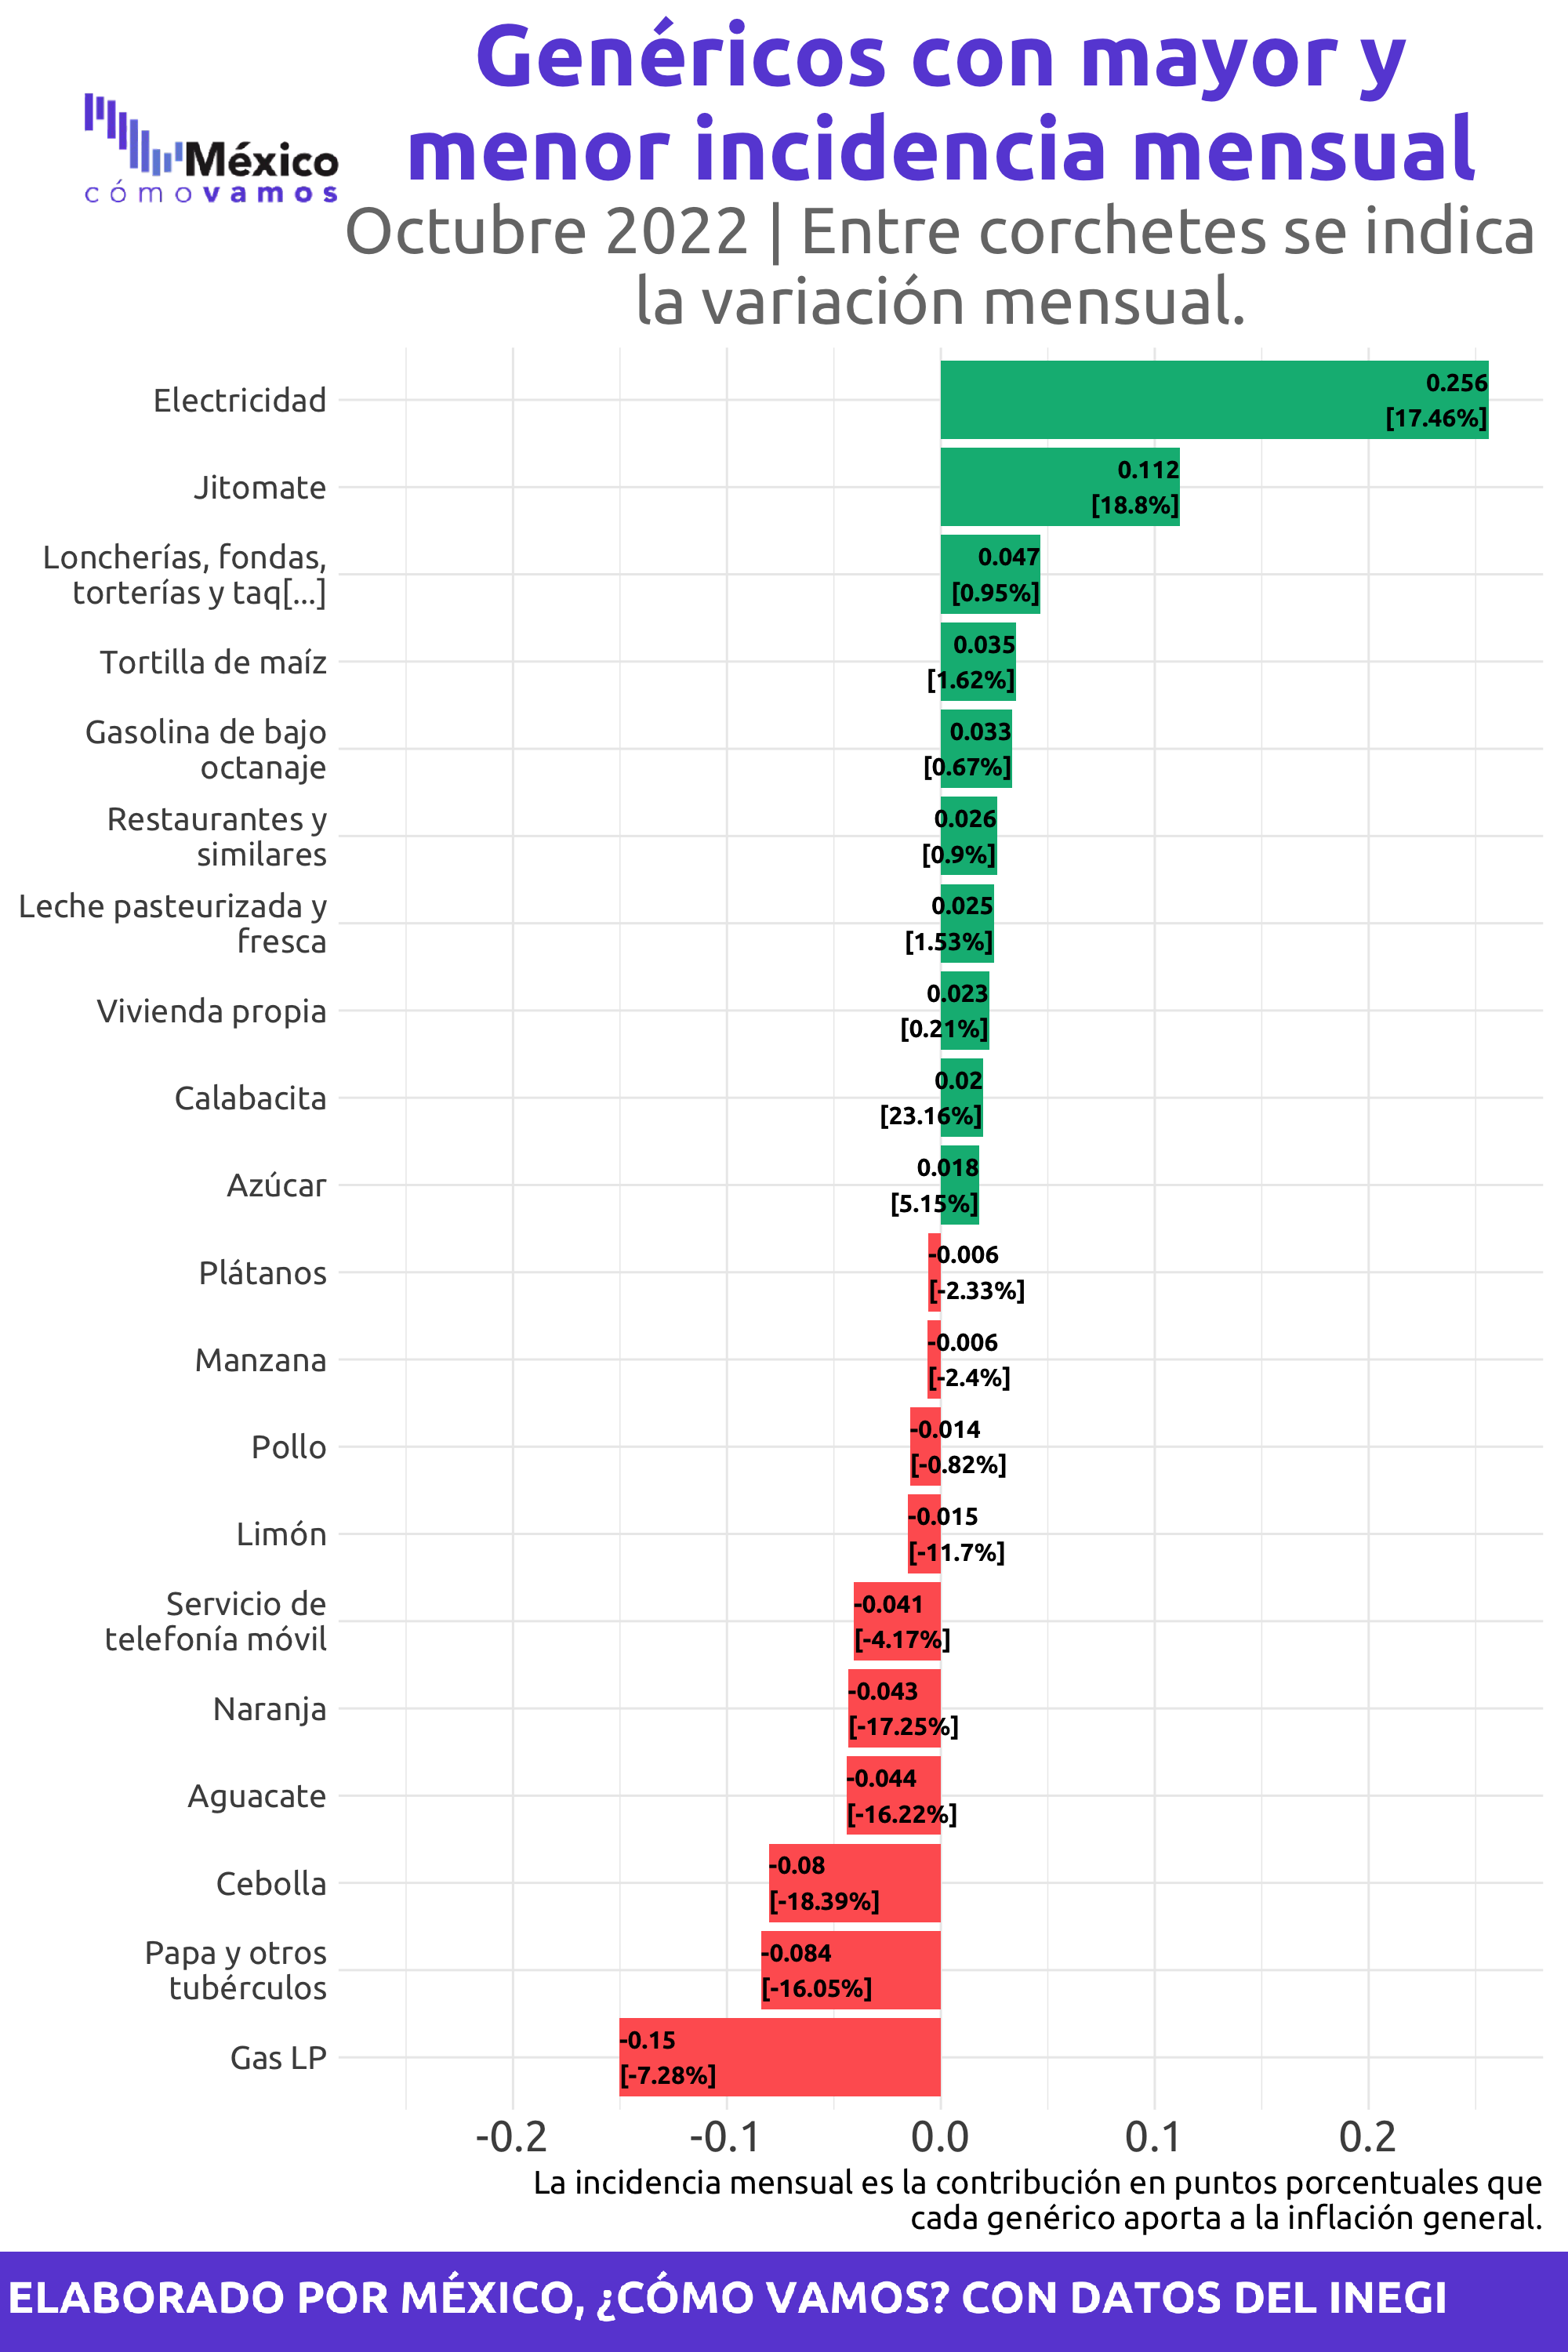 Genéricos con mayor y
menor incidencia mensual
México
cómovamos
Octubre 2022 | Entre corchetes se indica
la variación mensual.
Electricidad
0.256
[17.46%]
Jitomate
0.112
[18.8%]
Loncherías, fondas,
torterías y taq[...]
0.047
[0.95%]
Tortilla de maíz
0.035
[1.62%]
Gasolina de bajo
octanaje
0.033
[0.67%]
Restaurantes y
similares
0.026
[0.9%]
Leche pasteurizada y
fresca
0.025
[1.53%]
Vivienda propia
0.023
[0.21%]
Calabacita
0.02
[23.16%]
Azúcar
0.018
[5.15%]
Plátanos
-0.006
[-2.33%]
Manzana
-0.006
[-2.4%]
Pollo
-0.014
[-0.82%]
Limón
-0.015
[-11.7%]
Servicio de
telefonía móvil
-0.041
[-4.17%]
Naranja
-0.043
[-17.25%]
Aguacate
-0.044
[-16.22%]
Cebolla
-0.08
[-18.39%]
Papa y otros
tubérculos
-0.084
[-16.05%]
Gas LP
-0.15
[-7.28%]
-0.2 -0.1 0.0 0.1 0.2
La incidencia mensual es la contribución en puntos porcentuales que
cada genérico aporta a la inflación general.
ELABORADO POR MÉXICO, ¿CÓMO VAMOS? CON DATOS DEL INEGI